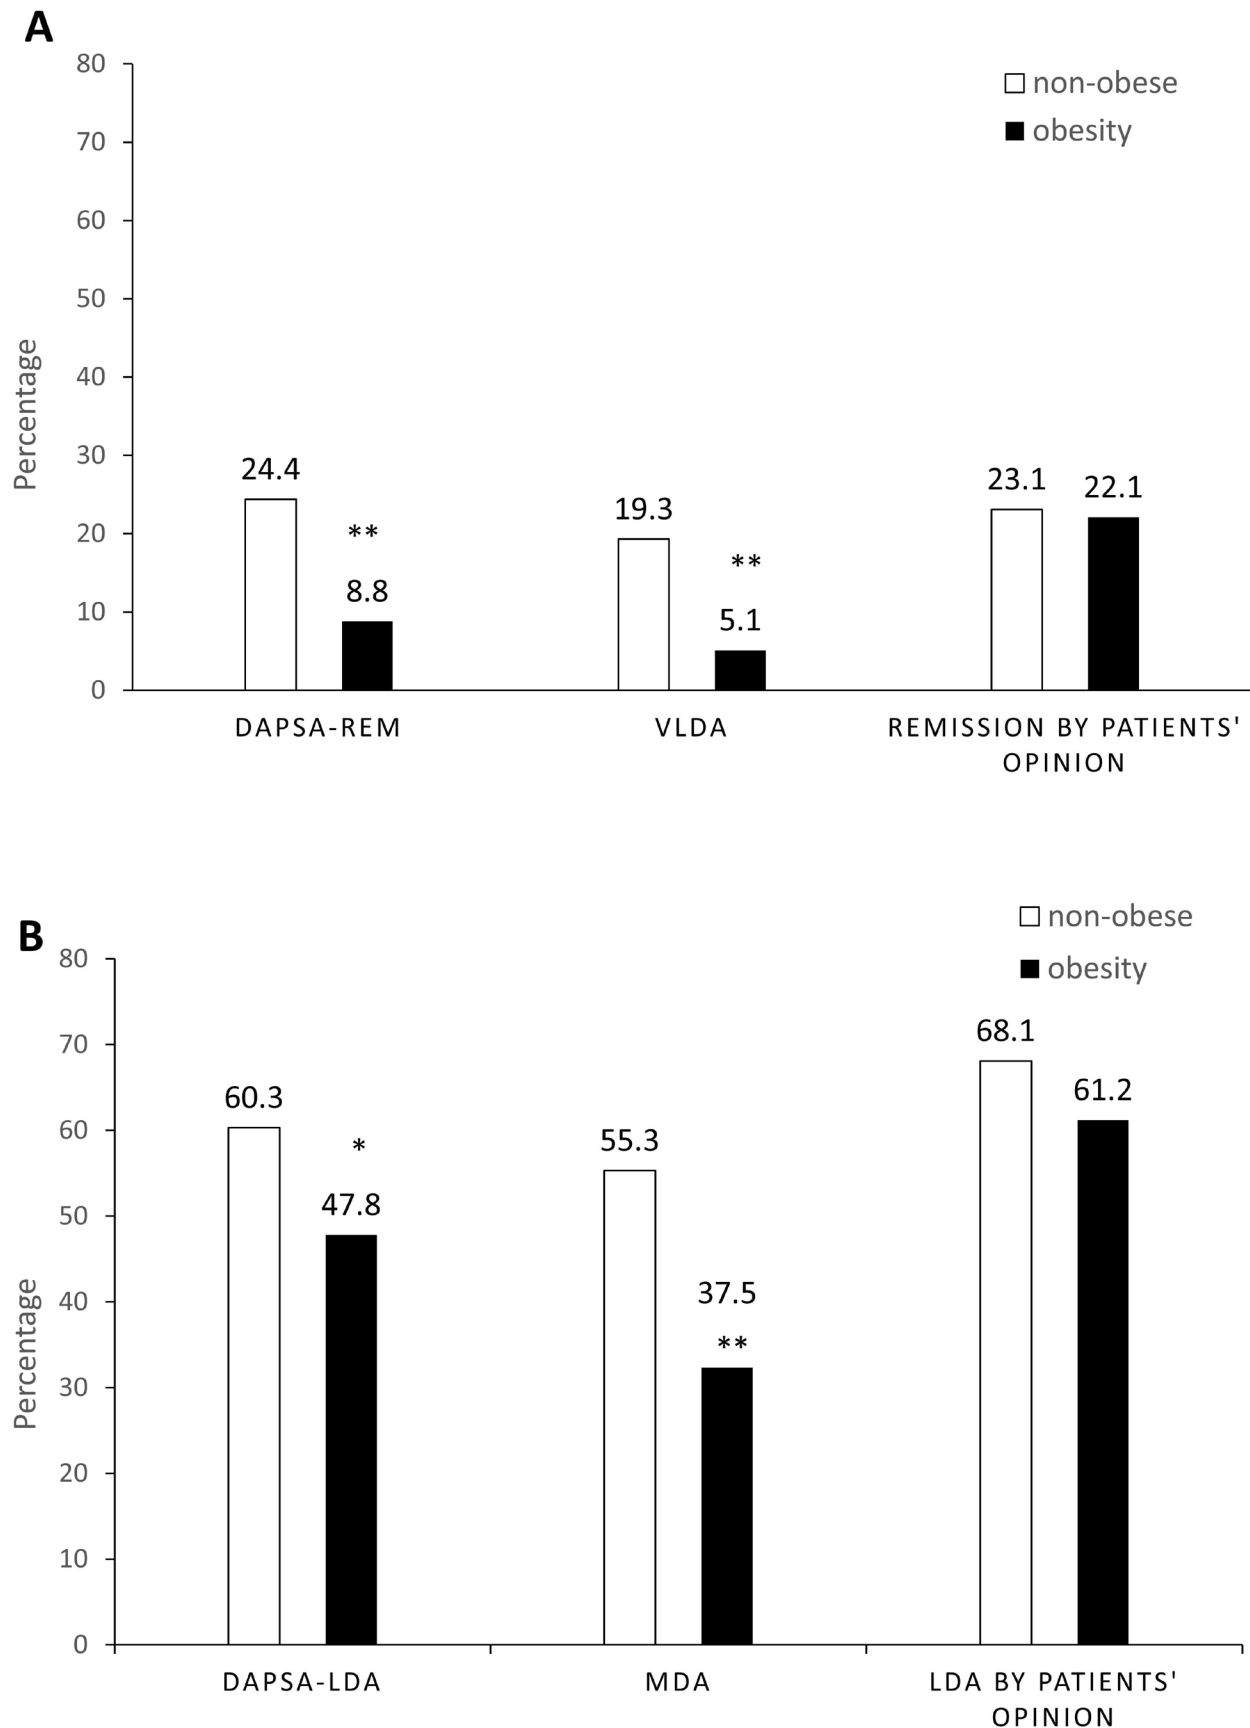 A
80
non-obese
obesity
70
60
50
40
30
20
10
0
Percentage
24.4
**
8.8
19.3
**
5.1
23.1
22.1
DAPSA-REM
VLDA
REMISSION BY PATIENTS'
OPINION
B
non-obese
obesity
80
70
60
50
40
30
20
10
0
Percentage
60.3
*
47.8
55.3
37.5
**
68.1
61.2
DAPSA-LDA
MDA
LDA BY PATIENTS'
OPINION